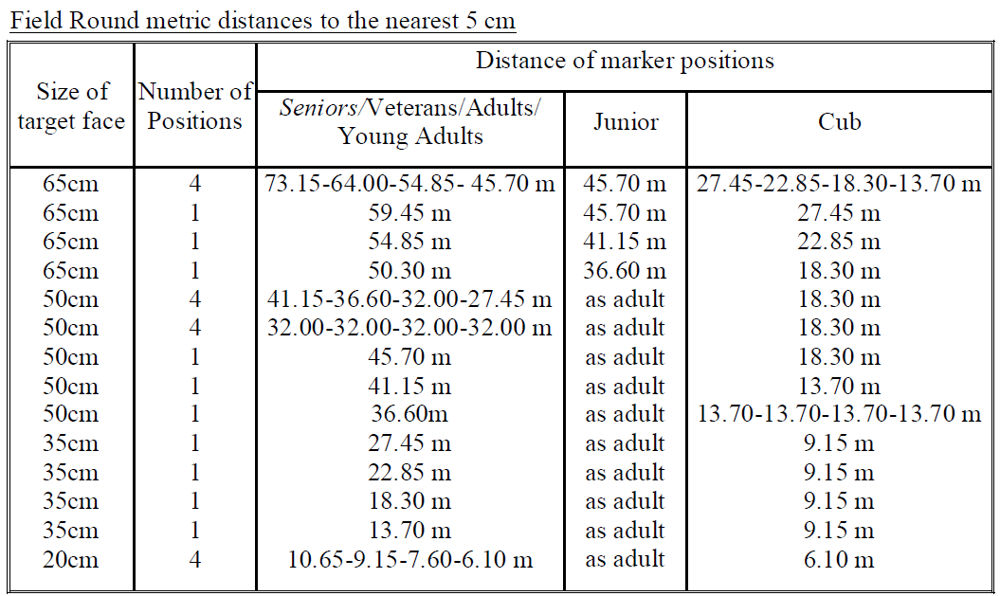 Field Round metric distances to the nearest 5 cm
Distance of marker positions
Size of target face
Number of Positions
Seniors/Veterans/Adults/
Young Adults
Junior
Cub
65cm 4 73.15-64.00-54.85- 45.70 m 45.70 m 27.45-22.85-18.30-13.70 m
65cm 1 59.45 m 45.70 m 27.45 m
65cm 1 54.85 m 41.15 m 22.85 m
65cm 1 50.30 m 36.60 m 18.30 m
50cm 4 41.15-36.60-32.00-27.45 m as adult 18.30 m
50cm 4 32.00-32.00-32.00-32.00 m as adult 18.30 m
50cm 1 45.70 m as adult 18.30 m
50cm 1 41.15 m as adult 13.70 m
50cm 1 36.60m as adult 13.70-13.70-13.70-13.70 m
35cm 1 27.45 m as adult 9.15 m
35cm 1 22.85 m as adult 9.15 m
35cm 1 18.30 m as adult 9.15 m
35cm 1 13.70 m as adult 9.15 m
20cm 4 10.65-9.15-7.60-6.10 m as adult 6.10 m